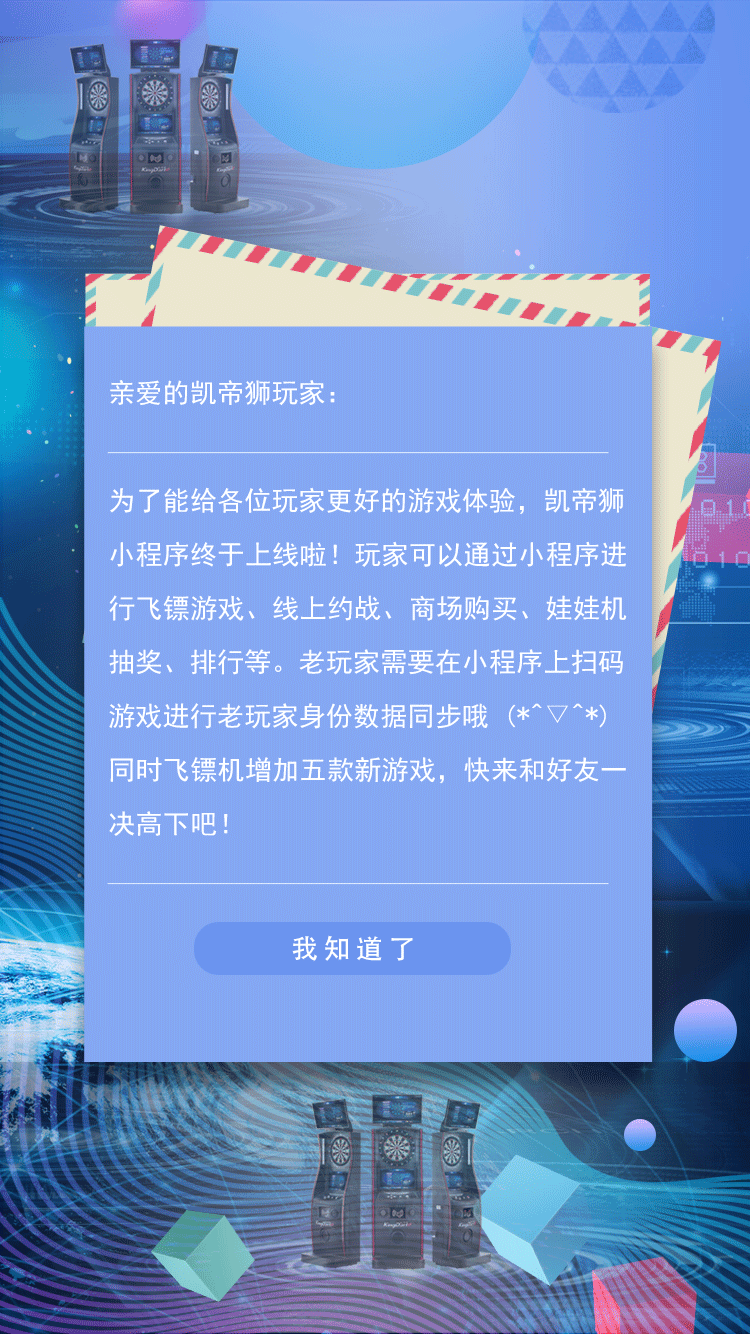 亲爱的凯帝狮玩家：
为了能给各位玩家更好的游戏体验，凯帝狮
小程序终于上线啦！玩家可以通过小程序进
行飞镖游戏、线上约战、商场购买、娃娃机
抽奖、排行等。老玩家需要在小程序上扫码
游戏进行老玩家身份数据同步哦 (*^▽^*)
同时飞镖机增加五款新游戏，快来和好友一
决高下吧！
我知道了